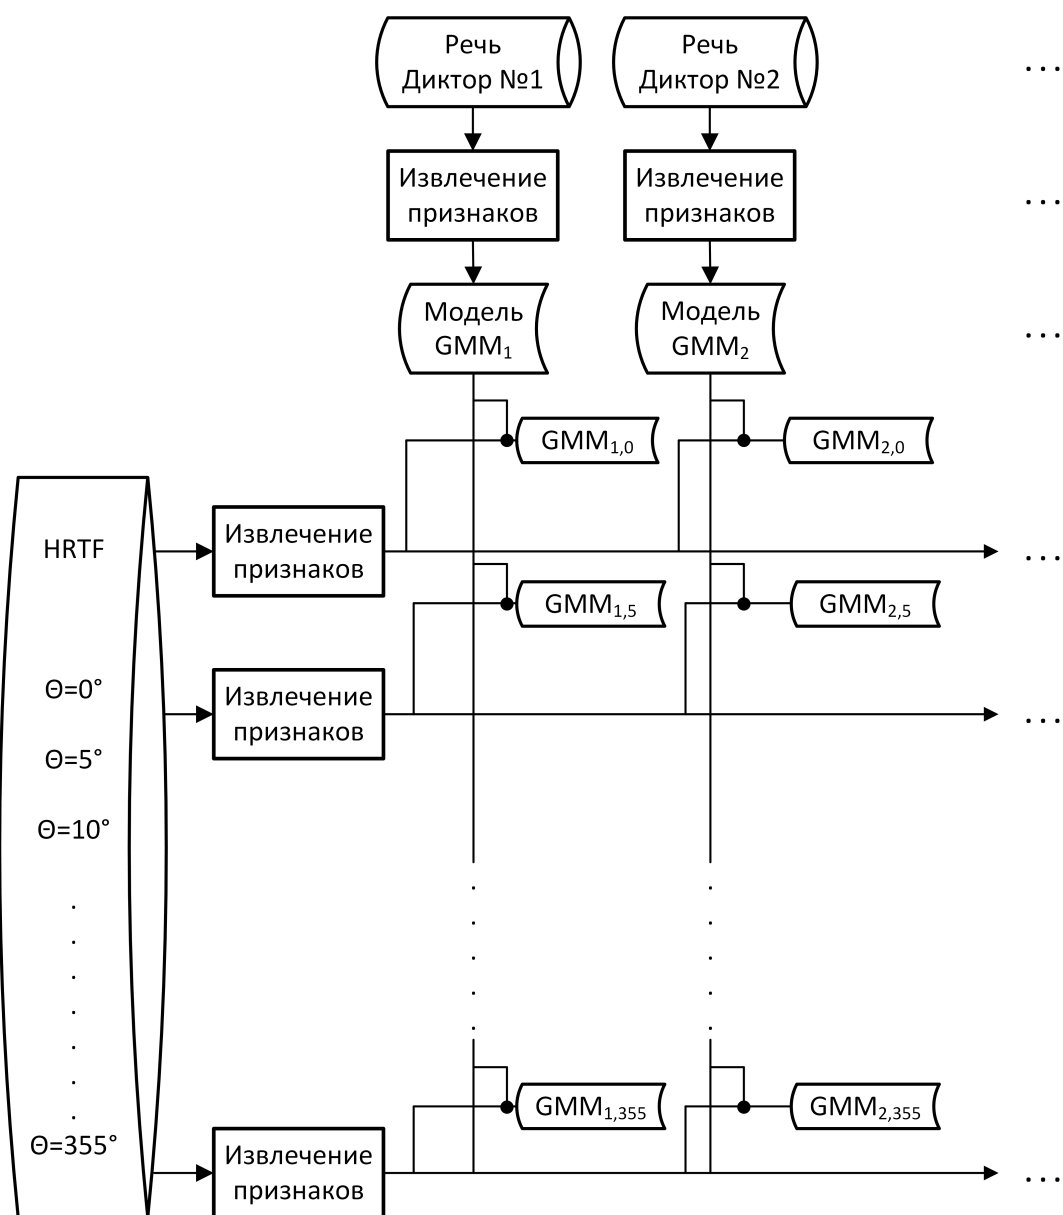 Речь
Диктор №1
Речь
Диктор №2
. . .
Извлечение
признаков
Извлечение
признаков
. . .
Модель
GMM₁
Модель
GMM₂
. . .
GMM₁,₀
GMM₂,₀
HRTF
Извлечение
признаков
. . .
GMM₁,₅
GMM₂,₅
Θ=0°
Извлечение
признаков
. . .
Θ=5°
Θ=10°
GMM₁,₃₅₅
GMM₂,₃₅₅
Θ=355°
Извлечение
признаков
. . .